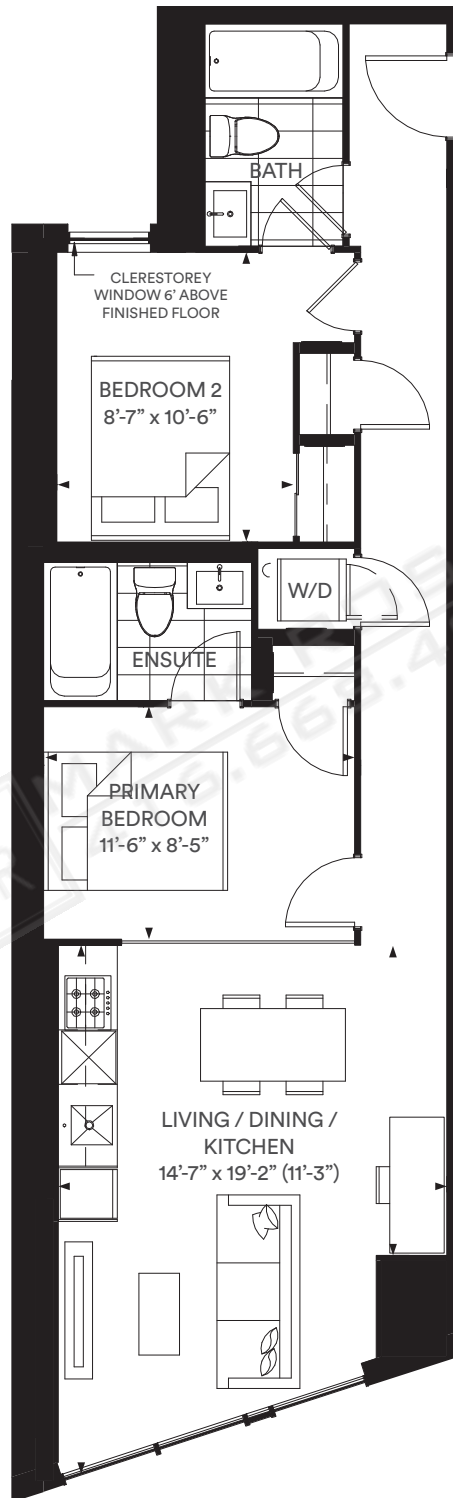 BATH
CLERESTOREY
WINDOW 6' ABOVE
FINISHED FLOOR
BEDROOM 2
8'-7” x 10'-6”
W/D
ENSUITE
PRIMARY
BEDROOM
11'-6” x 8'-5”
LIVING / DINING /
KITCHEN
14'-7” x 19'-2” (11'-3”)